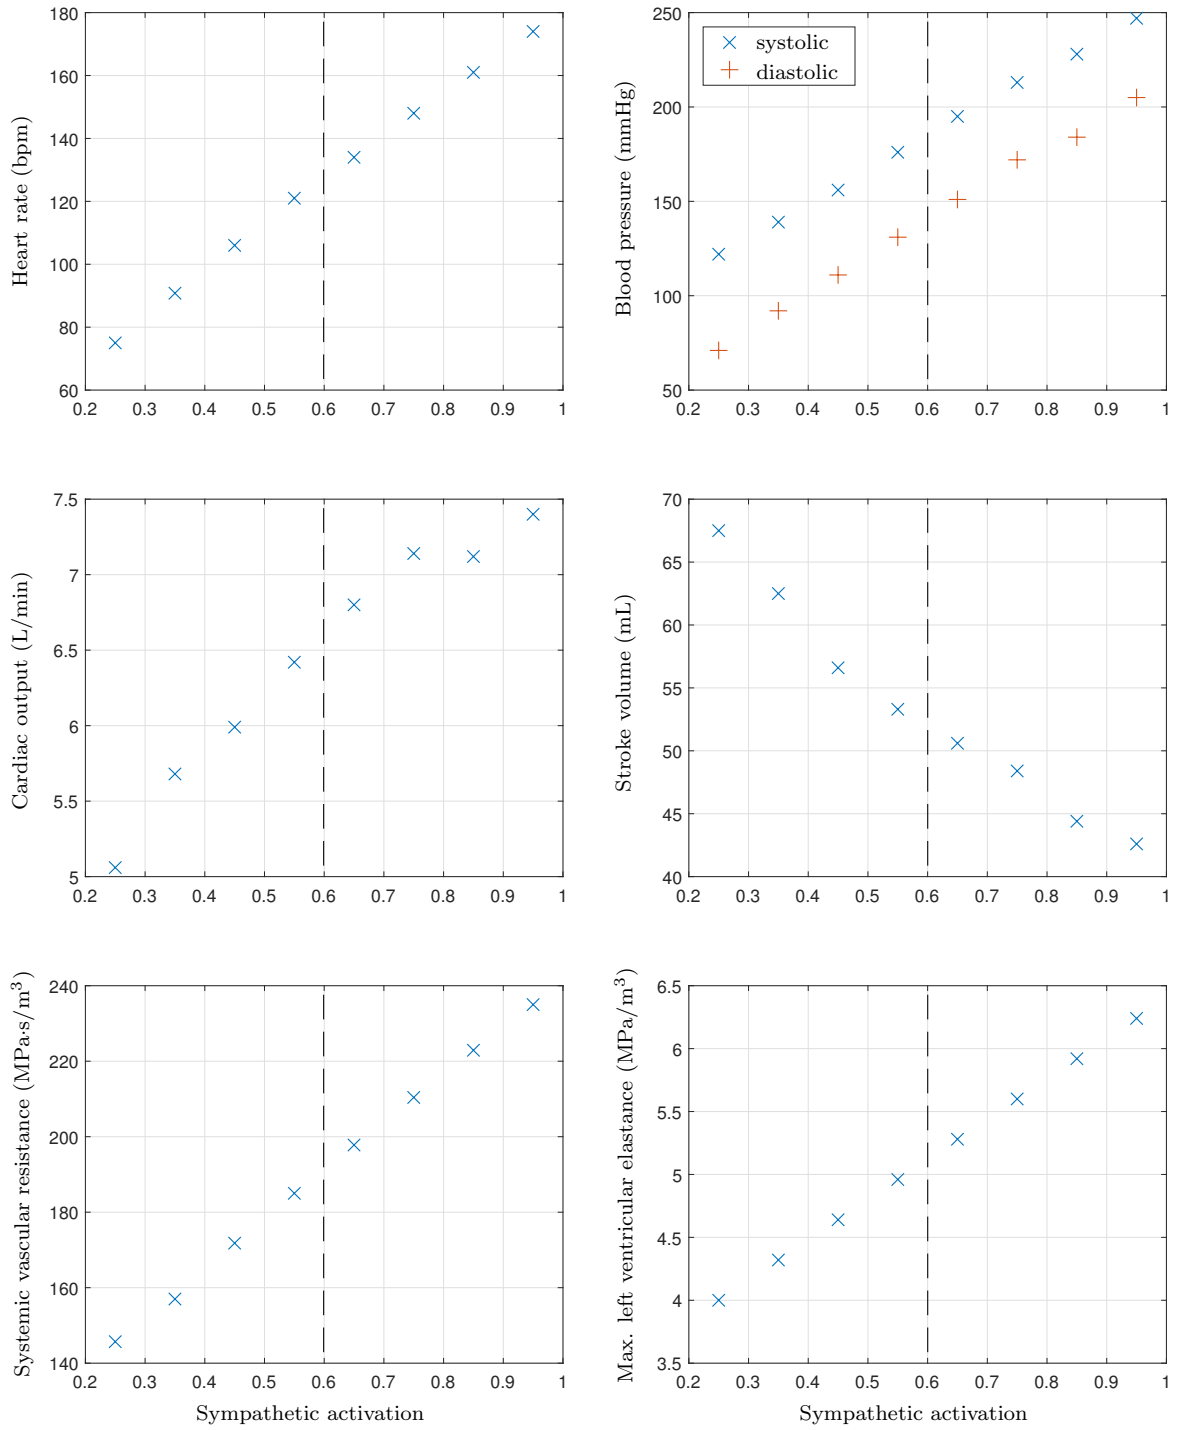 180
160
140
120
100
80
60
0.2 0.3 0.4 0.5 0.6 0.7 0.8 0.9 1
Heart rate (bpm)
250
200
150
100
50
0.2 0.3 0.4 0.5 0.6 0.7 0.8 0.9 1
Blood pressure (mmHg)
systolic
diastolic
7.5
7
6.5
6
5.5
5
0.2 0.3 0.4 0.5 0.6 0.7 0.8 0.9 1
Cardiac output (L/min)
70
65
60
55
50
45
40
0.2 0.3 0.4 0.5 0.6 0.7 0.8 0.9 1
Stroke volume (mL)
240
220
200
180
160
140
0.2 0.3 0.4 0.5 0.6 0.7 0.8 0.9 1
Systemic vascular resistance (MPa·s/m³)
Sympathetic activation
6.5
6
5.5
5
4.5
4
3.5
0.2 0.3 0.4 0.5 0.6 0.7 0.8 0.9 1
Max. left ventricular elastance (MPa/m³)
Sympathetic activation